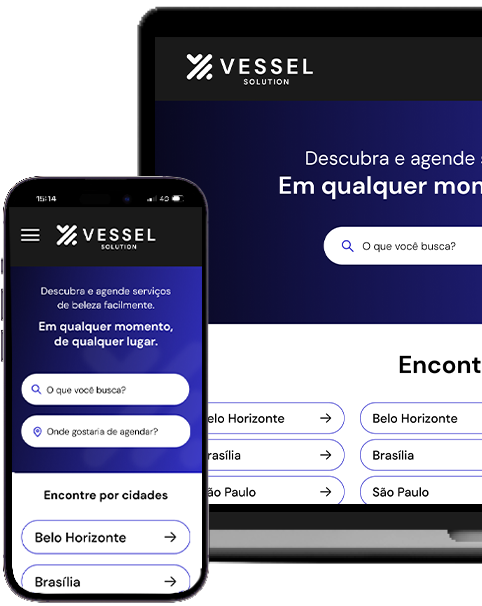 VESSEL
SOLUTION
Descubra e agende
Em qualquer mom
O que você busca?
Encont
elo Horizonte
Belo Horizonte
rasília
Brasília
ão Paulo
São Paulo
15:14
4G
VESSEL
SOLUTION
Descubra e agende serviços
de beleza facilmente.
Em qualquer momento,
de qualquer lugar.
O que você busca?
Onde gostaria de agendar?
Encontre por cidades
Belo Horizonte
Brasília